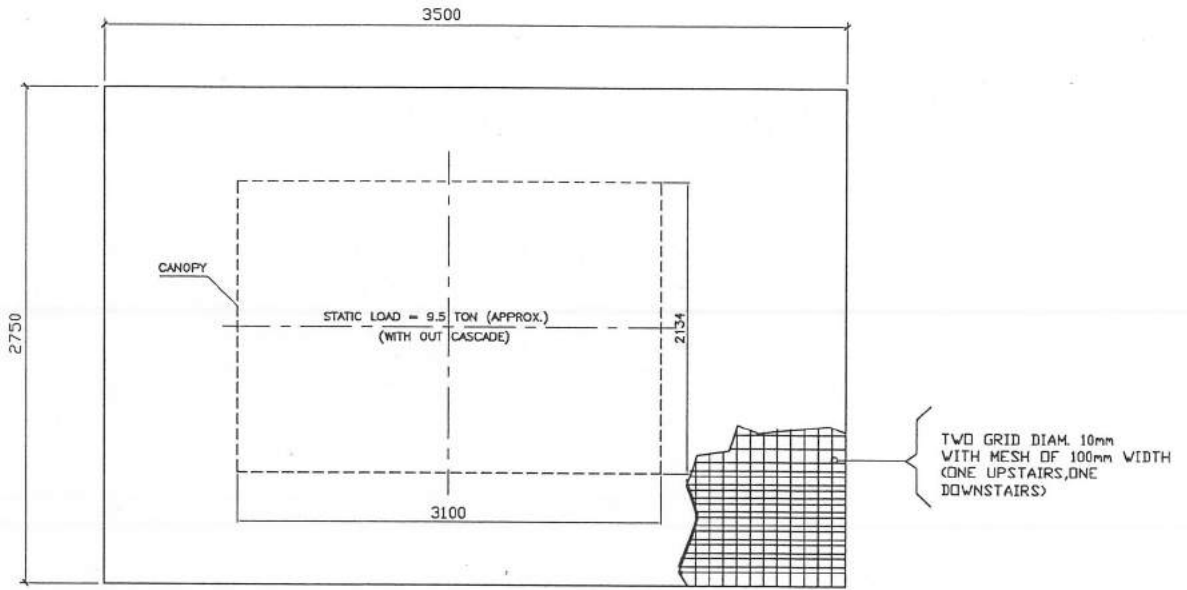 3500
CANOPY
STATIC LOAD = 9.5 TON (APPROX.)
(WITH OUT CASCADE)
2134
2750
TWO GRID DIAM. 10mm
WITH MESH OF 100mm WIDTH
(ONE UPSTAIRS,ONE
DOWNSTAIRS)
3100